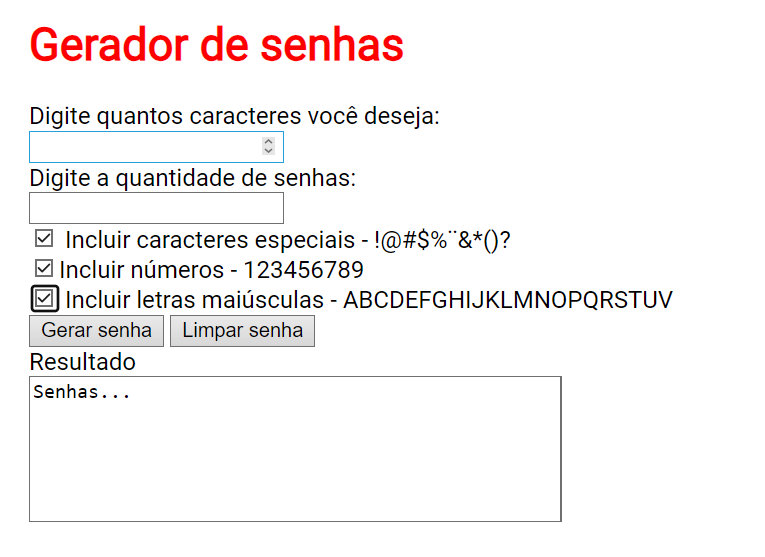 Gerador de senhas
Digite quantos caracteres você deseja:
Digite a quantidade de senhas:
Incluir caracteres especiais - !@#$%¨&*()?
Incluir números - 123456789
Incluir letras maiúsculas - ABCDEFGHIJKLMNOPQRSTUV
Gerar senha Limpar senha
Resultado
Senhas...